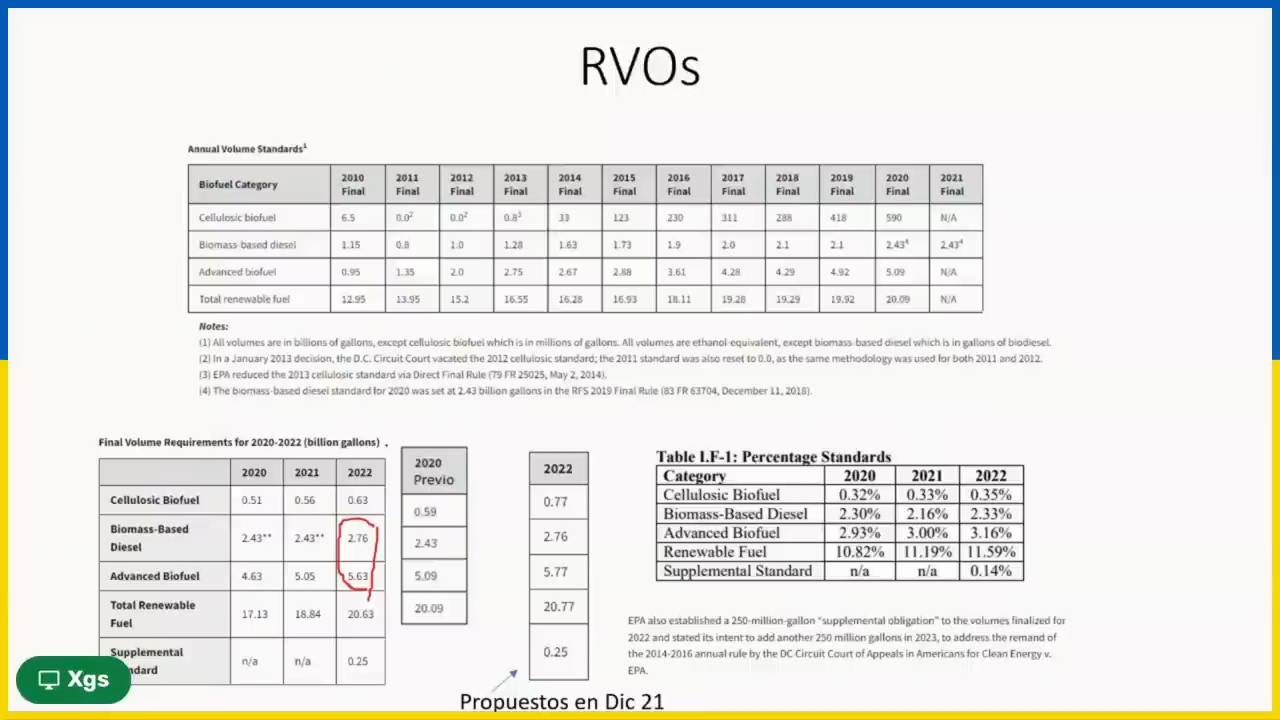 RVOs
Annual Volume Standards¹
Biofuel Category 2010 Final 2011 Final 2012 Final 2013 Final 2014 Final 2015 Final 2016 Final 2017 Final 2018 Final 2019 Final 2020 Final 2021 Final
Cellulosic biofuel 6.5 0.0² 0.0² 0.8³ 33 123 230 311 288 418 590 N/A
Biomass-based diesel 1.15 0.8 1.0 1.28 1.63 1.73 1.9 2.0 2.1 2.1 2.43⁴ 2.43⁴
Advanced biofuel 0.95 1.35 2.0 2.75 2.67 2.88 3.61 4.28 4.29 4.92 5.09 N/A
Total renewable fuel 12.95 13.95 15.2 16.55 16.28 16.93 18.11 19.28 19.29 19.92 20.09 N/A
Notes:
(1) All volumes are in billions of gallons, except cellulosic biofuel which is in millions of gallons. All volumes are ethanol-equivalent, except biomass-based diesel which is in gallons of biodiesel.
(2) In a January 2013 decision, the D.C. Circuit Court vacated the 2012 cellulosic standard; the 2011 standard was also reset to 0.0, as the same methodology was used for both 2011 and 2012.
(3) EPA reduced the 2013 cellulosic standard via Direct Final Rule (79 FR 25025, May 2, 2014).
(4) The biomass-based diesel standard for 2020 was set at 2.43 billion gallons in the RFS 2019 Final Rule (83 FR 63704, December 11, 2018).
Final Volume Requirements for 2020-2022 (billion gallons) .
2020 2021 2022
Cellulosic Biofuel 0.51 0.56 0.63
Biomass-Based Diesel 2.43** 2.43** 2.76
Advanced Biofuel 4.63 5.05 5.63
Total Renewable Fuel 17.13 18.84 20.63
Supplemental n/a n/a 0.25
2020 Previo
0.59
2.43
5.09
20.09
2022
0.77
2.76
5.77
20.77
0.25
Propuestos en Dic 21
Table I.F-1: Percentage Standards
Category 2020 2021 2022
Cellulosic Biofuel 0.32% 0.33% 0.35%
Biomass-Based Diesel 2.30% 2.16% 2.33%
Advanced Biofuel 2.93% 3.00% 3.16%
Renewable Fuel 10.82% 11.19% 11.59%
Supplemental Standard n/a n/a 0.14%
EPA also established a 250-million-gallon "supplemental obligation" to the volumes finalized for
2022 and stated its intent to add another 250 million gallons in 2023, to address the remand of
the 2014-2016 annual rule by the DC Circuit Court of Appeals in Americans for Clean Energy v.
EPA.
Xgs